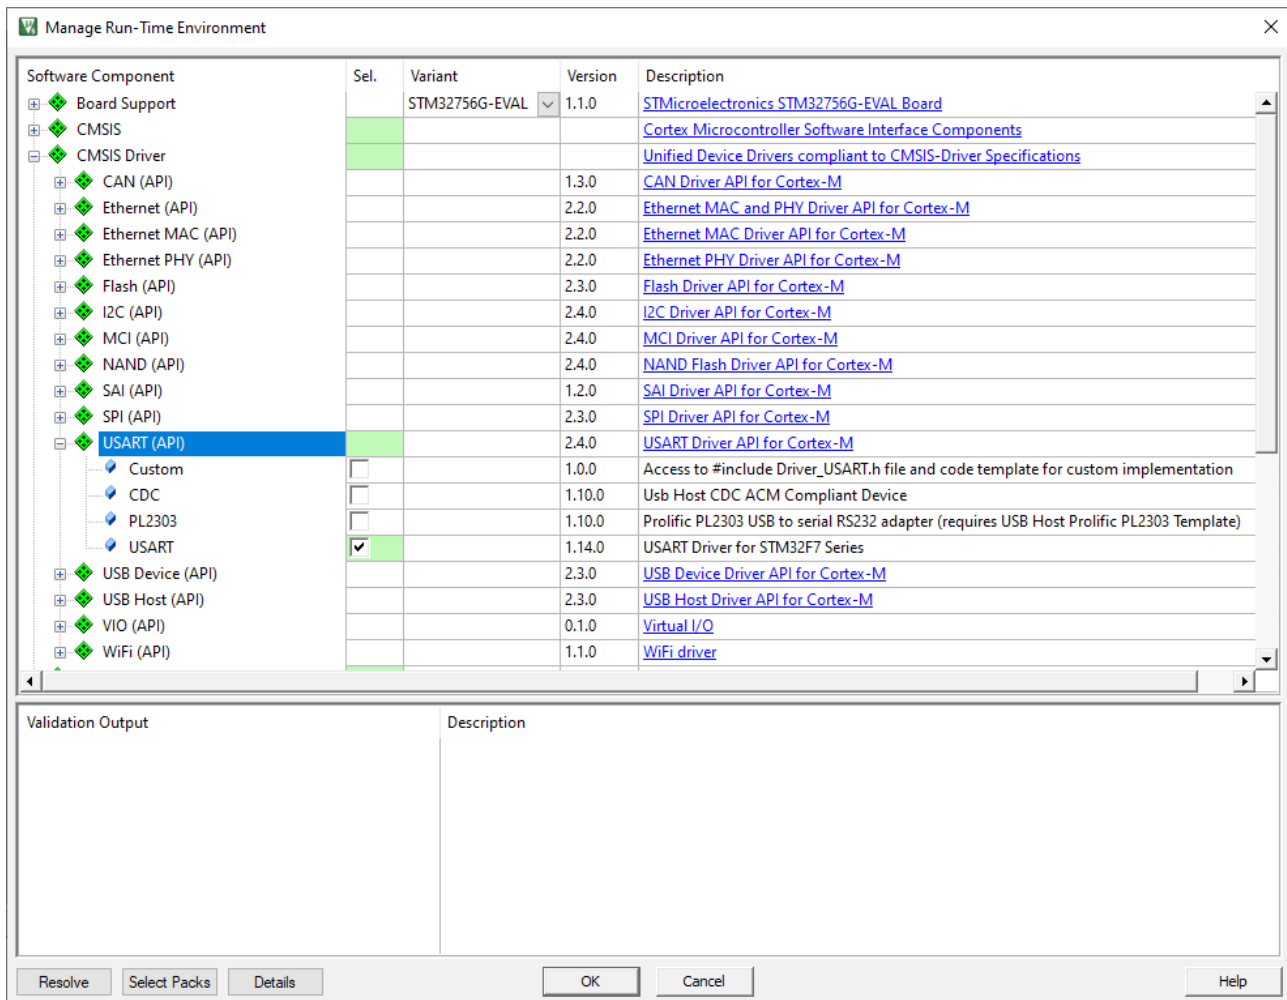 Manage Run-Time Environment
Software Component Sel. Variant Version Description
Board Support STM32756G-EVAL 1.1.0 STMicroelectronics STM32756G-EVAL Board
CMSIS Cortex Microcontroller Software Interface Components
CMSIS Driver Unified Device Drivers compliant to CMSIS-Driver Specifications
CAN (API) 1.3.0 CAN Driver API for Cortex-M
Ethernet (API) 2.2.0 Ethernet MAC and PHY Driver API for Cortex-M
Ethernet MAC (API) 2.2.0 Ethernet MAC Driver API for Cortex-M
Ethernet PHY (API) 2.2.0 Ethernet PHY Driver API for Cortex-M
Flash (API) 2.3.0 Flash Driver API for Cortex-M
I2C (API) 2.4.0 I2C Driver API for Cortex-M
MCI (API) 2.4.0 MCI Driver API for Cortex-M
NAND (API) 2.4.0 NAND Flash Driver API for Cortex-M
SAI (API) 1.2.0 SAI Driver API for Cortex-M
SPI (API) 2.3.0 SPI Driver API for Cortex-M
USART (API) 2.4.0 USART Driver API for Cortex-M
Custom 1.0.0 Access to #include Driver_USART.h file and code template for custom implementation
CDC 1.10.0 Usb Host CDC ACM Compliant Device
PL2303 1.10.0 Prolific PL2303 USB to serial RS232 adapter (requires USB Host Prolific PL2303 Template)
USART 1.14.0 USART Driver for STM32F7 Series
USB Device (API) 2.3.0 USB Device Driver API for Cortex-M
USB Host (API) 2.3.0 USB Host Driver API for Cortex-M
VIO (API) 0.1.0 Virtual I/O
WiFi (API) 1.1.0 WiFi driver
Validation Output Description
Resolve Select Packs Details OK Cancel Help